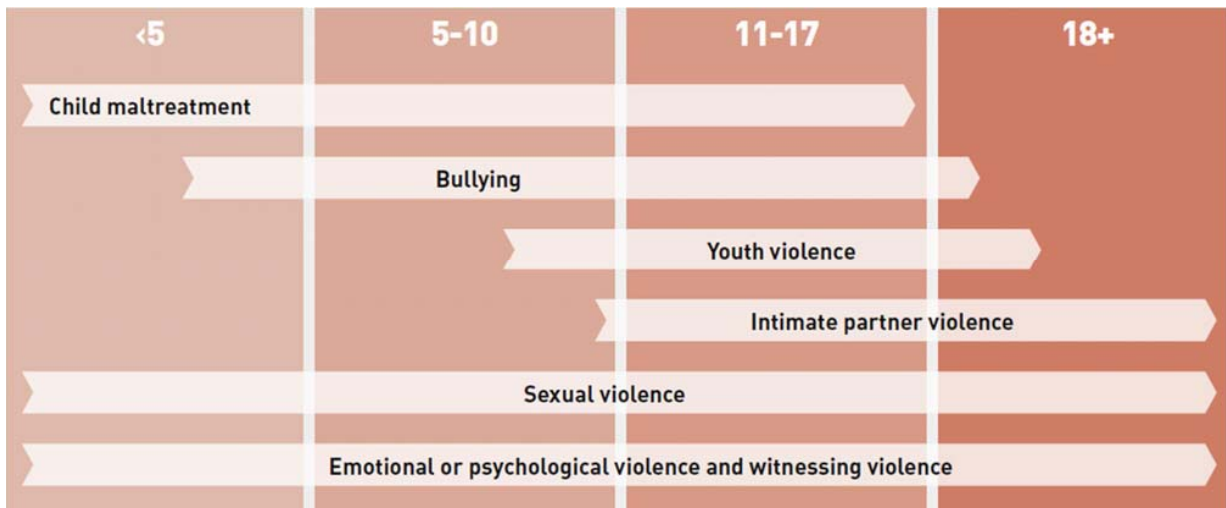 <5 5-10 11-17 18+
Child maltreatment
Bullying
Youth violence
Intimate partner violence
Sexual violence
Emotional or psychological violence and witnessing violence